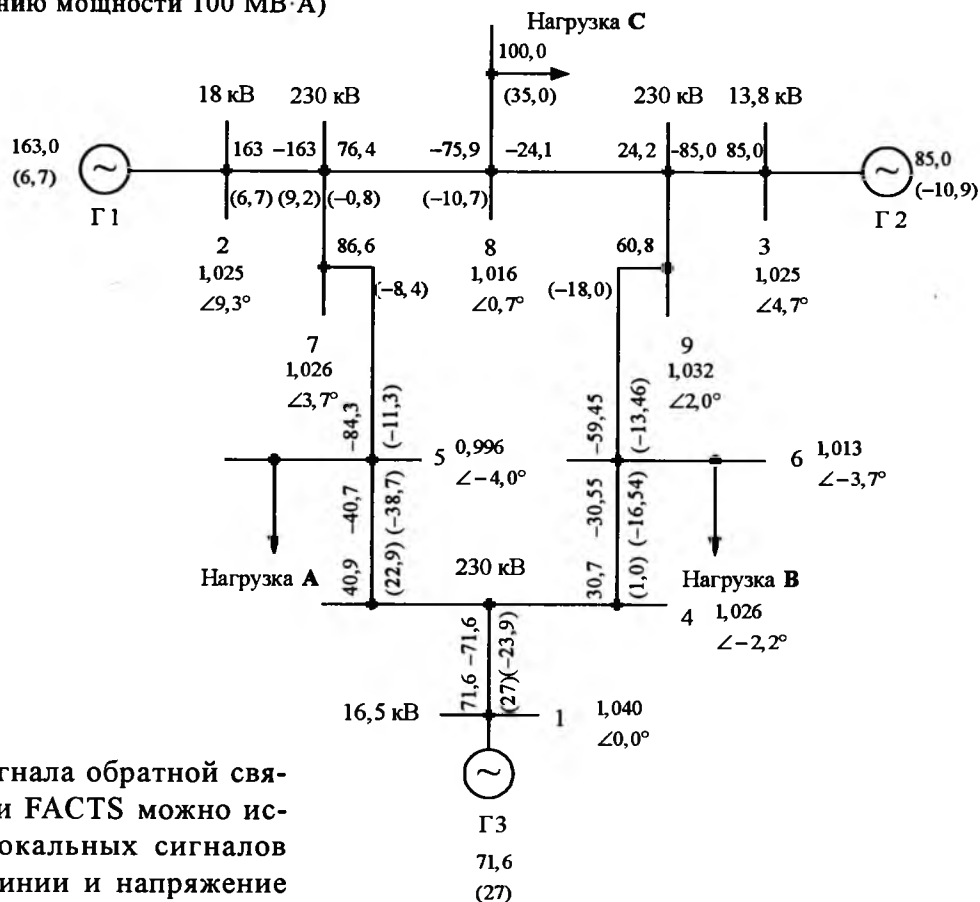 нию мощности 100 МВ·А)
Нагрузка С
100,0
(35,0)
18 кВ 230 кВ
230 кВ 13,8 кВ
163,0
(6,7)
Г 1
163 −163 76,4
(6,7) (9,2) (−0,8)
−75,9 −24,1
(−10,7)
24,2 −85,0 85,0
85,0
(−10,9)
Г 2
2
1,025
∠9,3°
86,6
(−8,4)
7
1,026
∠3,7°
8
1,016
∠0,7°
60,8
(−18,0)
9
1,032
∠2,0°
3
1,025
∠4,7°
−84,3
(−11,3)
−59,45
(−13,46)
5 0,996
∠−4,0°
6 1,013
∠−3,7°
−40,7
(−38,7)
−30,55
(−16,54)
40,9
(22,9)
30,7
(1,0)
Нагрузка А
Нагрузка В
230 кВ
4 1,026
∠−2,2°
71,6 −71,6
(27)(−23,9)
16,5 кВ
1 1,040
∠0,0°
Г3
71,6
(27)
гнала обратной свя-
и FACTS можно ис-
окальных сигналов
инии и напряжение